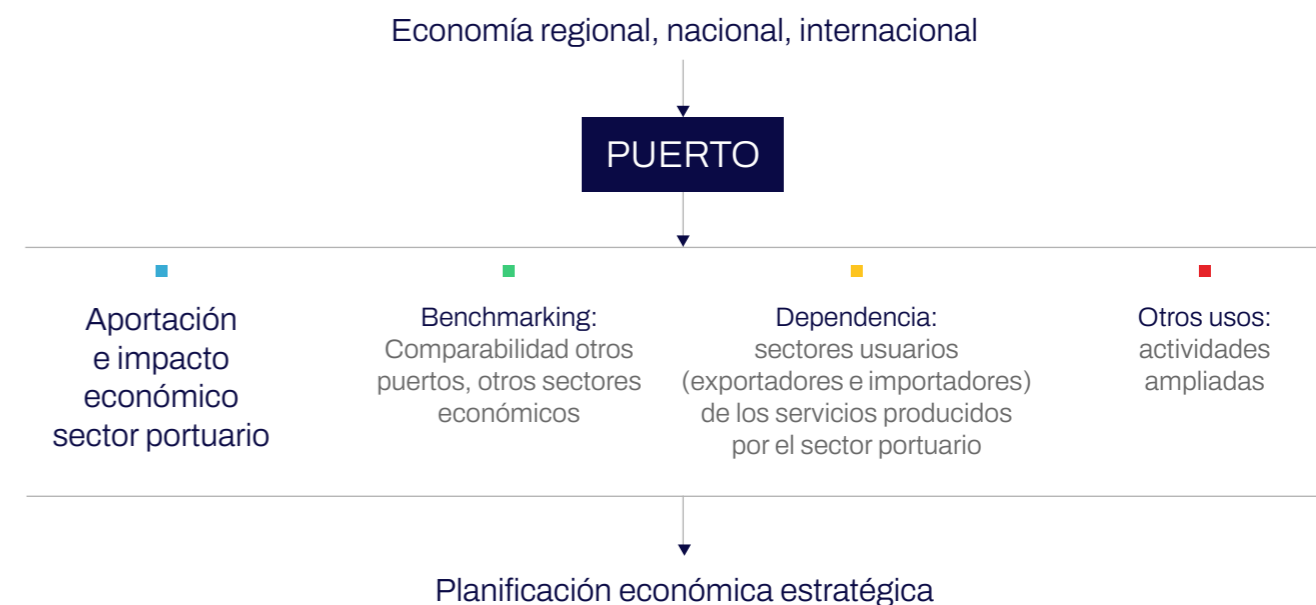 Economía regional, nacional, internacional
PUERTO
Aportación
e impacto
económico
sector portuario
Benchmarking:
Comparabilidad otros
puertos, otros sectores
económicos
Dependencia:
sectores usuarios
(exportadores e importadores)
de los servicios producidos
por el sector portuario
Otros usos:
actividades
ampliadas
Planificación económica estratégica